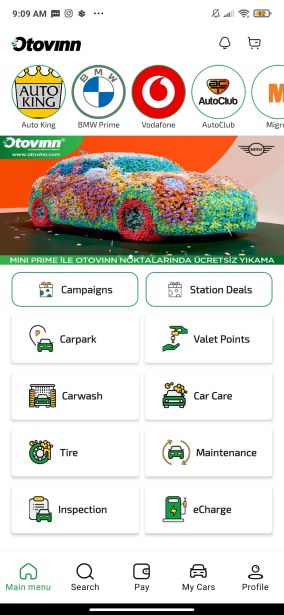 9:09 AM
82
Otovinn
AUTO
KING
BMW
AutoClub
M
Auto King
BMW Prime
Vodafone
AutoClub
Migr
Otovinn
www.otovinn.com
MINI
MINI PRIME İLE OTOVINN NOKTALARINDA ÜCRETSİZ YIKAMA
Campaigns
Station Deals
Carpark
Valet Points
Carwash
Car Care
Tire
Maintenance
Inspection
eCharge
Main menu
Search
Pay
My Cars
Profile